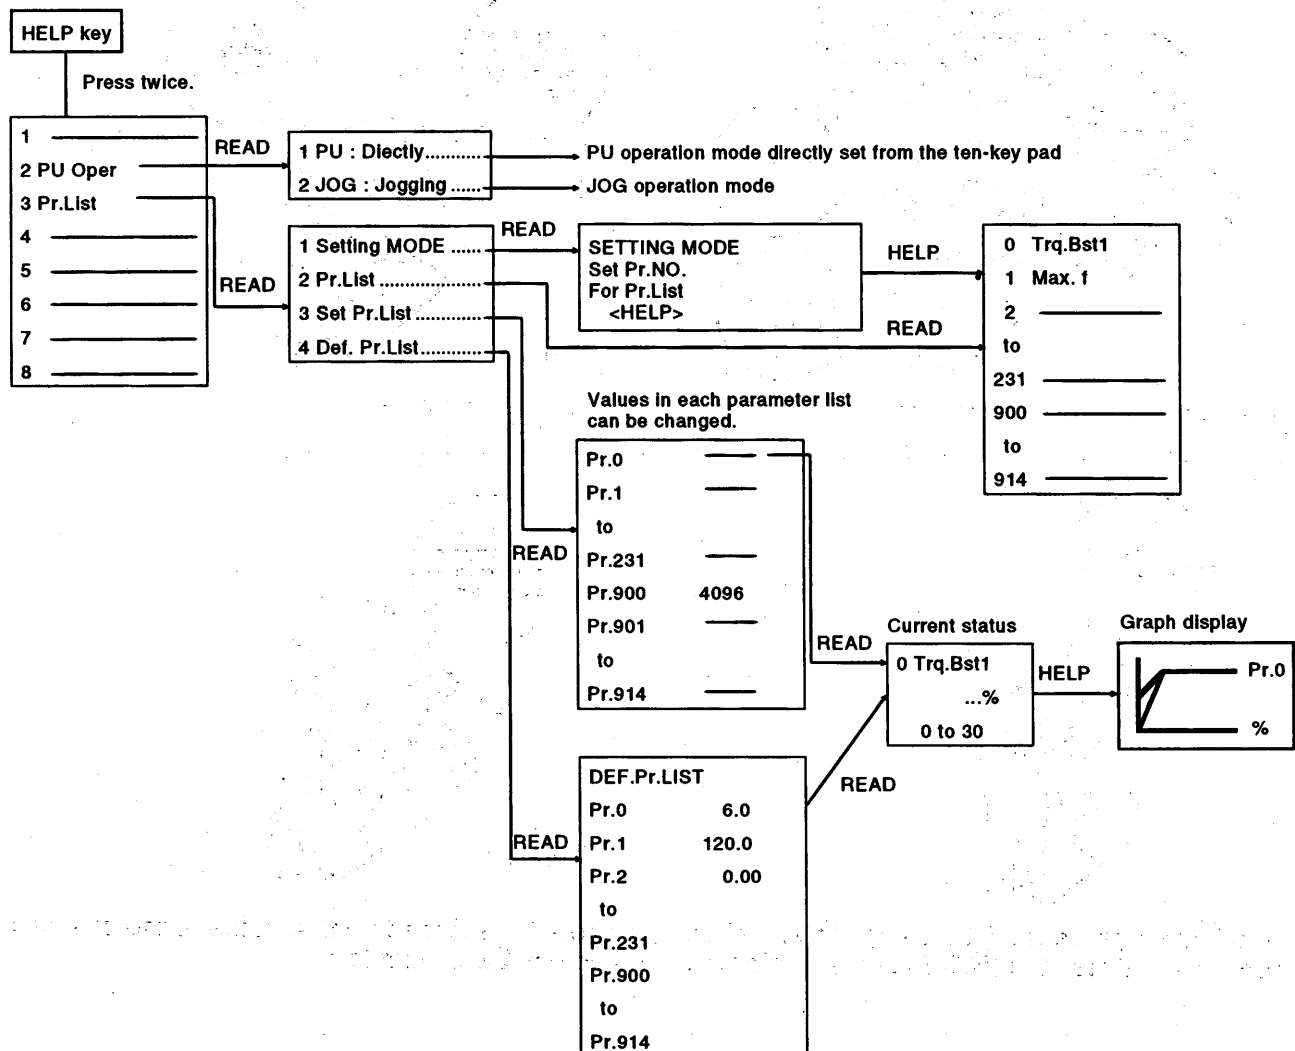 HELP key
Press twice.
1
2 PU Oper
3 Pr.List
4
5
6
7
8
READ
READ
1 PU : Diectly...........
2 JOG : Jogging ......
PU operation mode directly set from the ten-key pad
JOG operation mode
1 Setting MODE ......
2 Pr.List ...................
3 Set Pr.List.............
4 Def. Pr.List............
READ
SETTING MODE
Set Pr.NO.
For Pr.List
<HELP>
HELP
READ
0 Trq.Bst1
1 Max. f
2
to
231
900
to
914
Values in each parameter list
can be changed.
READ
Pr.0
Pr.1
to
Pr.231
Pr.900 4096
Pr.901
to
Pr.914
READ
Current status
0 Trq.Bst1
...%
0 to 30
HELP
Graph display
Pr.0
%
READ
READ
DEF.Pr.LIST
Pr.0 6.0
Pr.1 120.0
Pr.2 0.00
to
Pr.231
Pr.900
to
Pr.914